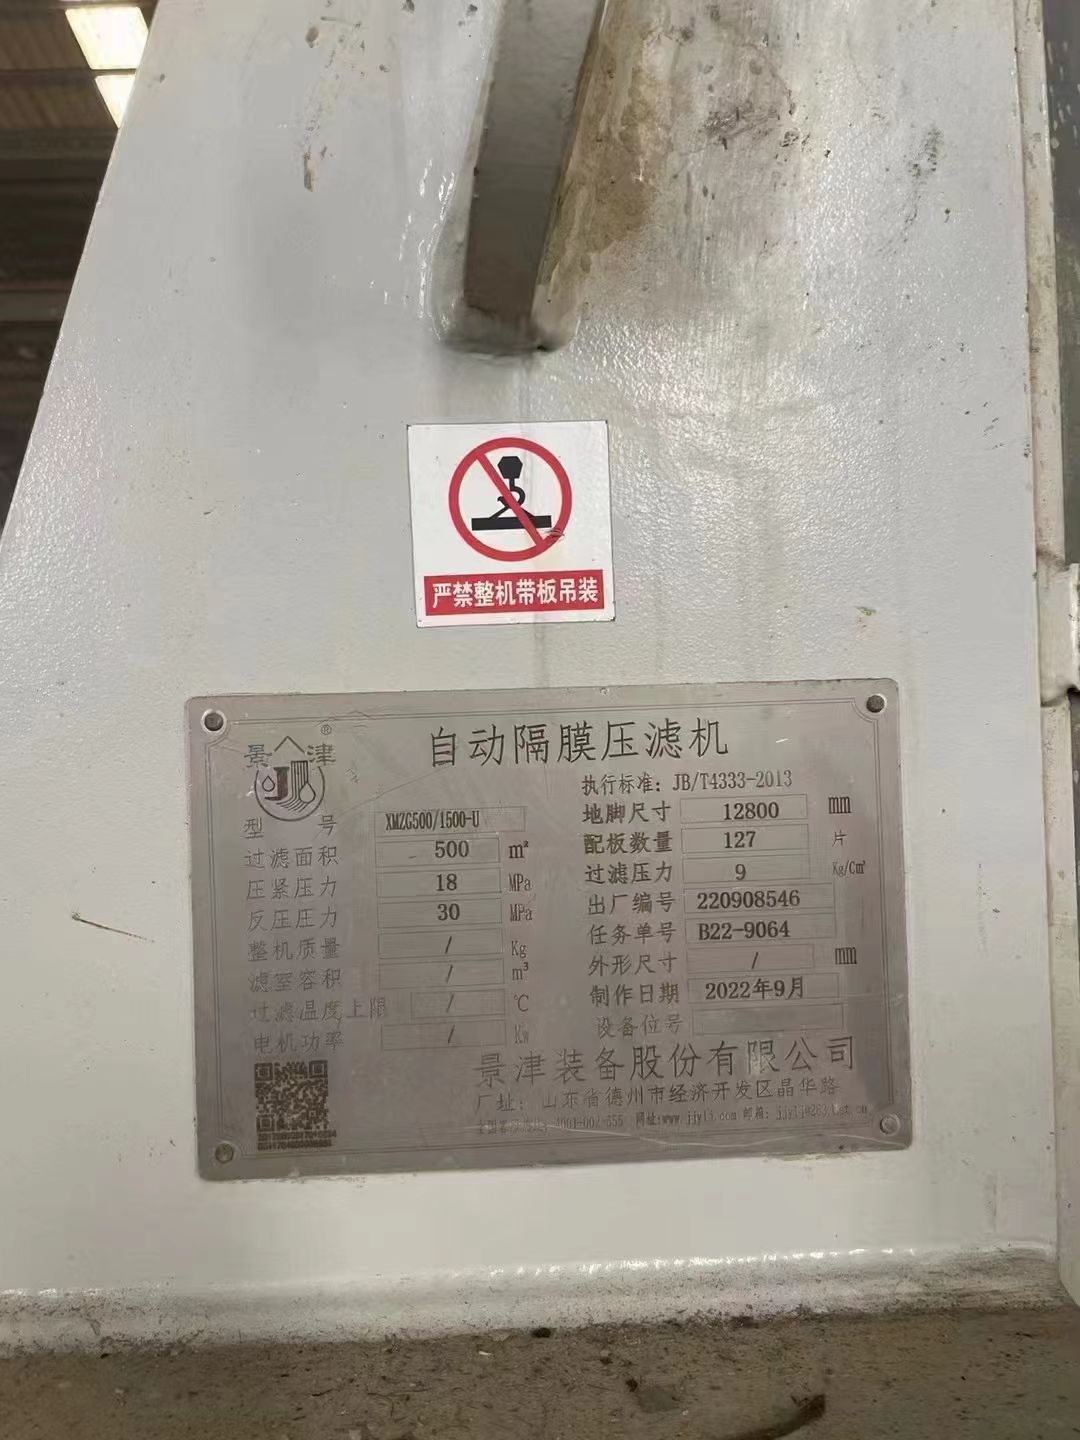 严禁整机带板吊装
景津®
自动隔膜压滤机
执行标准: JB/T4333-2013
型号 XMZG500/1500-U
地脚尺寸 12800 mm
过滤面积 500 m²
配板数量 127 片
压紧压力 18 MPa
过滤压力 9 Kg/Cm²
反压压力 30 MPa
出厂编号 220908546
整机质量 / Kg
任务单号 B22-9064
滤室容积 / m³
外形尺寸 / mm
过滤温度上限 / ℃
制作日期 2022年9月
电机功率 / Kw
设备位号
景津装备股份有限公司
厂址: 山东省德州市经济开发区晶华路
网址:www.jjylj.com 邮箱: